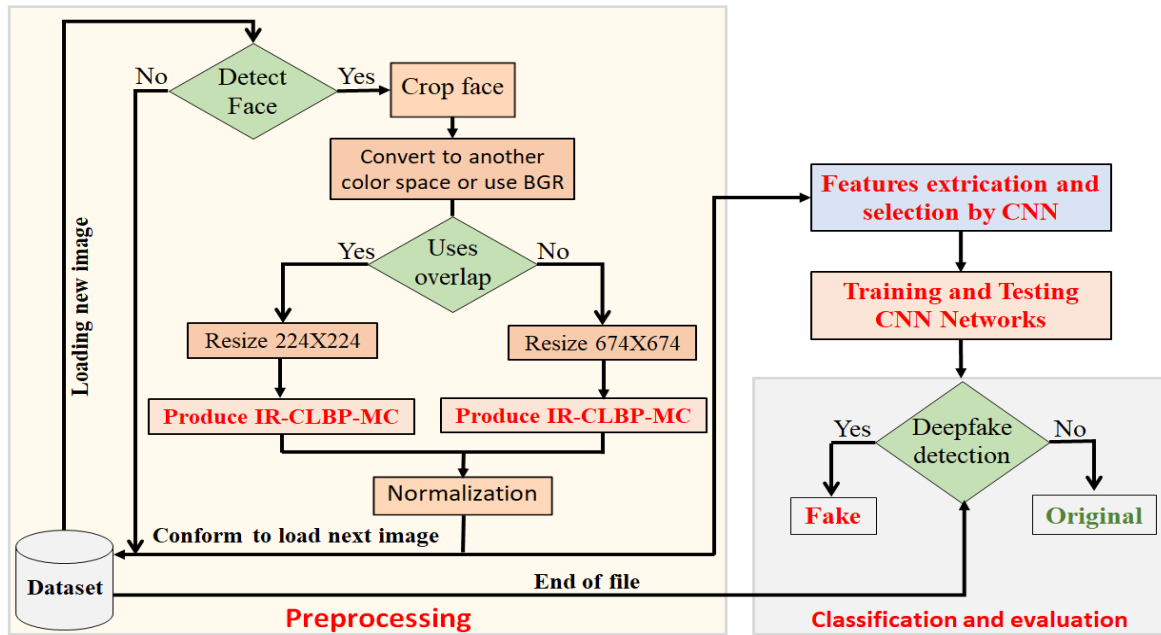 No
Detect
Face
Yes
Crop face
Convert to another
color space or use BGR
Yes
Uses
overlap
No
Resize 224X224
Resize 674X674
Produce IR-CLBP-MC
Produce IR-CLBP-MC
Normalization
Loading new image
Conform to load next image
Dataset
End of file
Preprocessing
Features extrication and
selection by CNN
Training and Testing
CNN Networks
Yes
Deepfake
detection
No
Fake
Original
Classification and evaluation